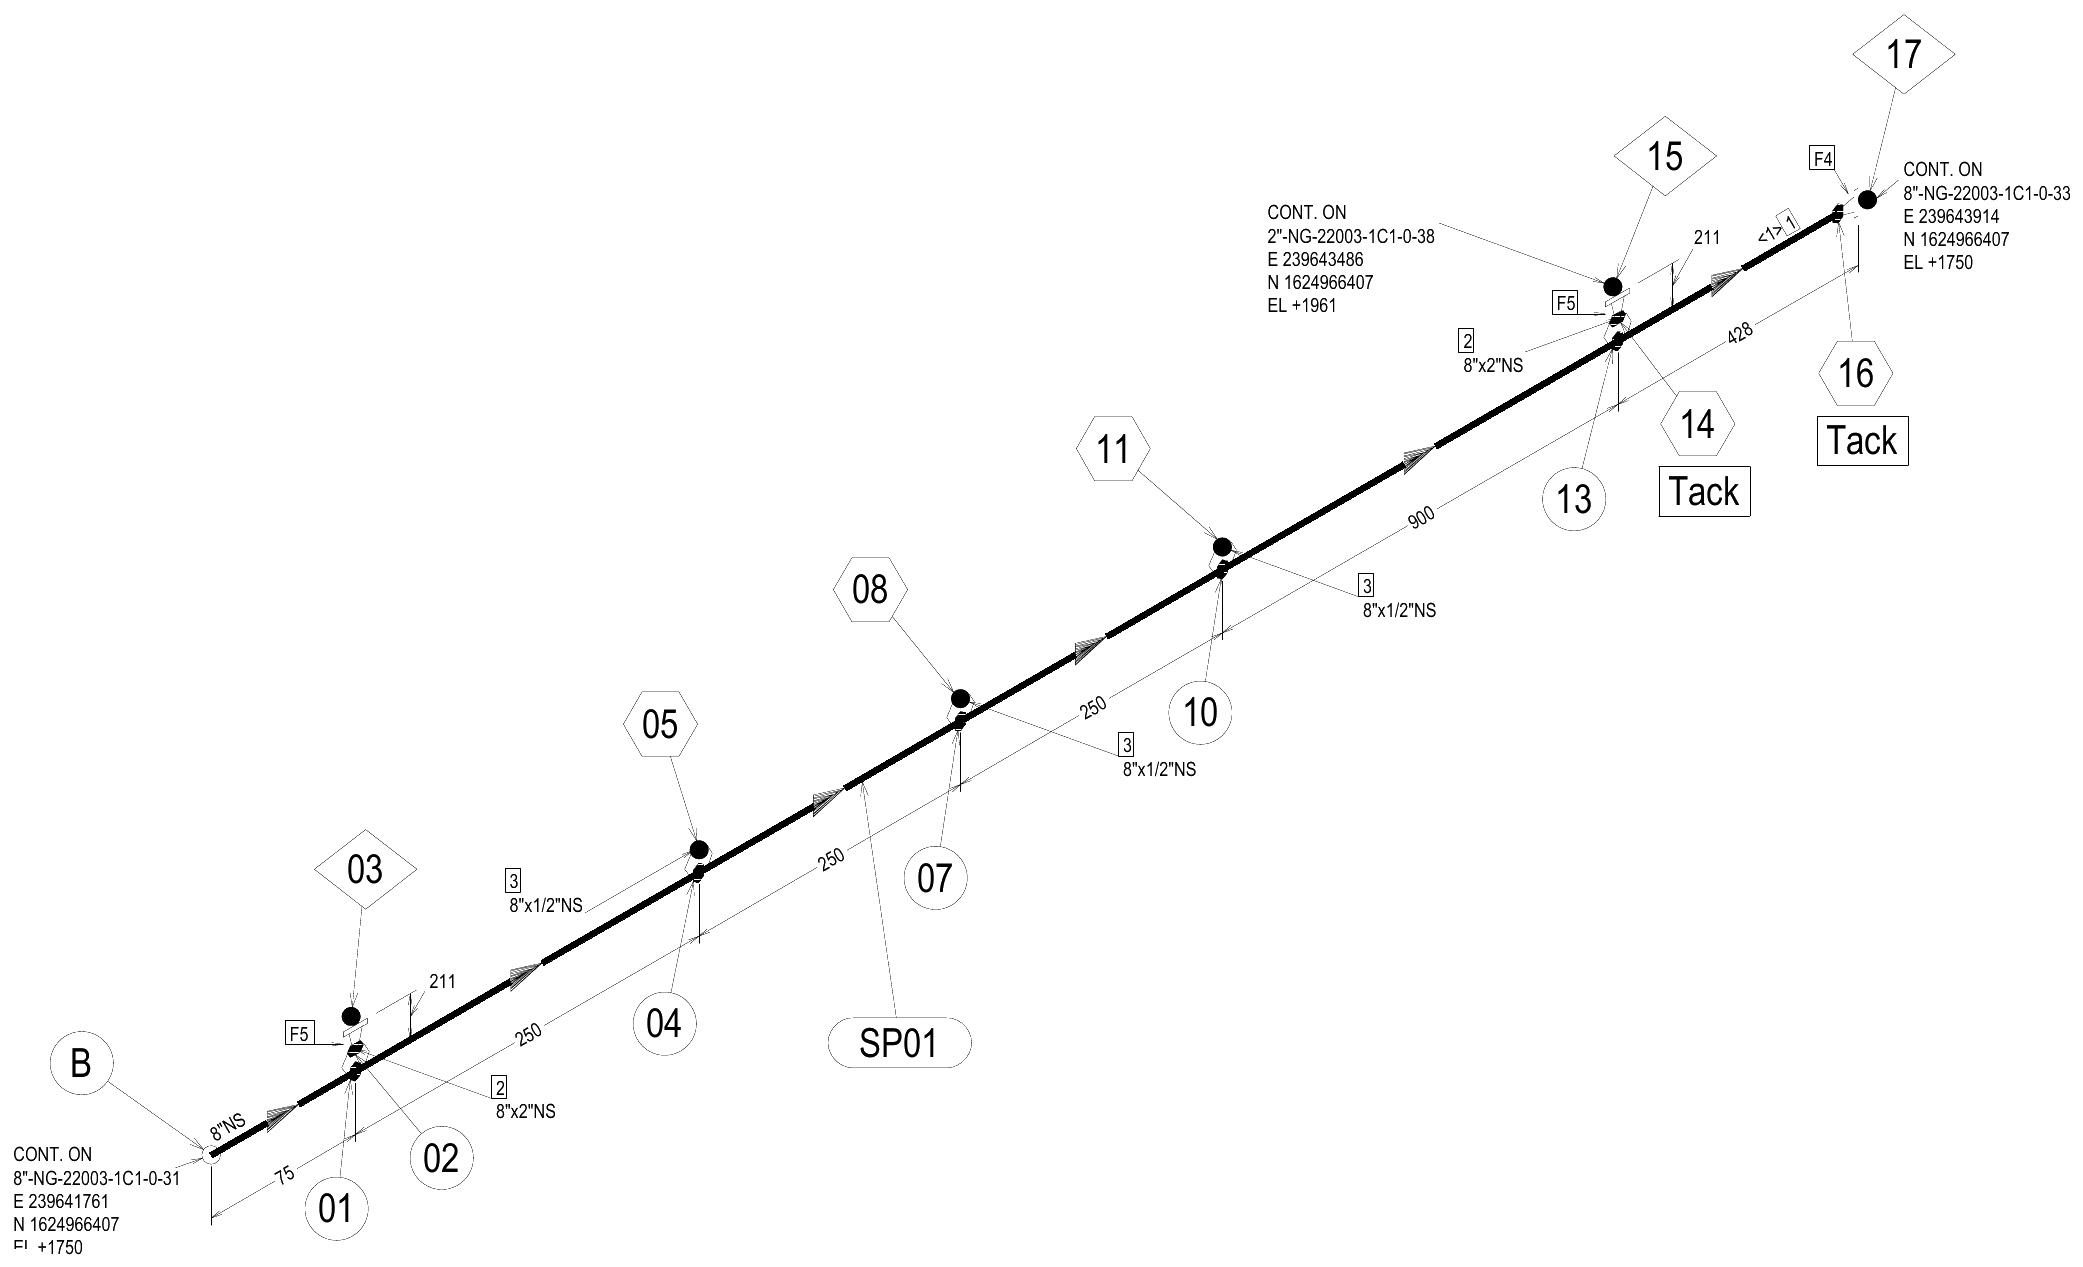 17
15
F4
CONT. ON
8"-NG-22003-1C1-0-33
E 239643914
N 1624966407
EL +1750
CONT. ON
2"-NG-22003-1C1-0-38
E 239643486
N 1624966407
EL +1961
<1> 1
211
F5
2
8"x2"NS
428
16
Tack
14
Tack
13
11
900
3
8"x1/2"NS
08
10
250
05
3
8"x1/2"NS
07
250
03
3
8"x1/2"NS
04
SP01
211
250
F5
B
2
8"x2"NS
8"NS
02
01
75
CONT. ON
8"-NG-22003-1C1-0-31
E 239641761
N 1624966407
EL +1750